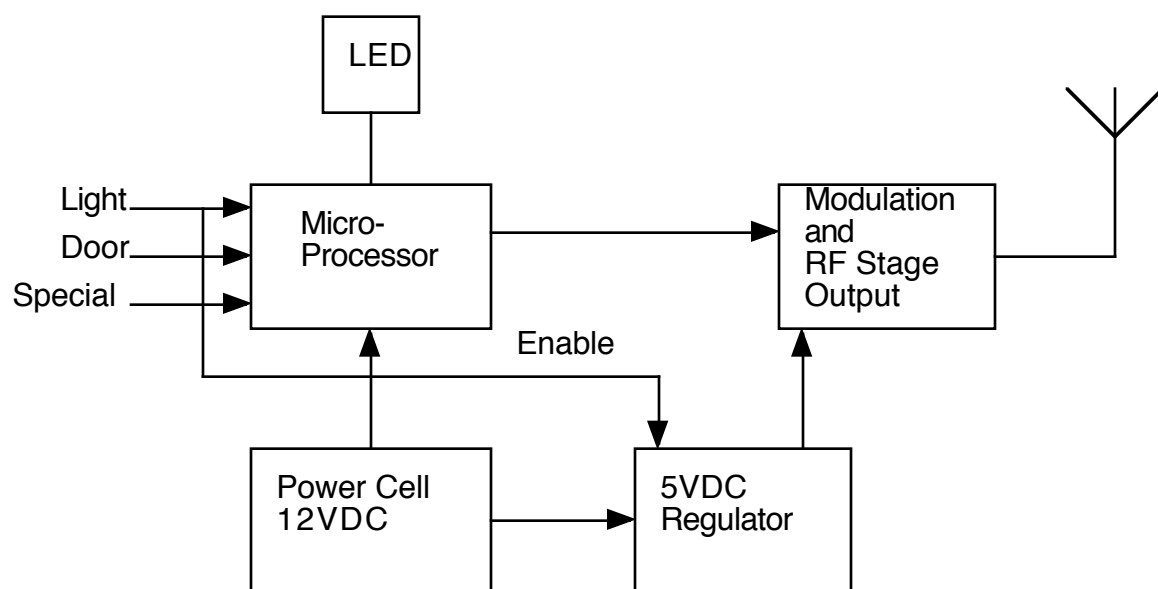 LED
Light
Door
Special
Micro-
Processor
Modulation
and
RF Stage
Output
Enable
Power Cell
12VDC
5VDC
Regulator